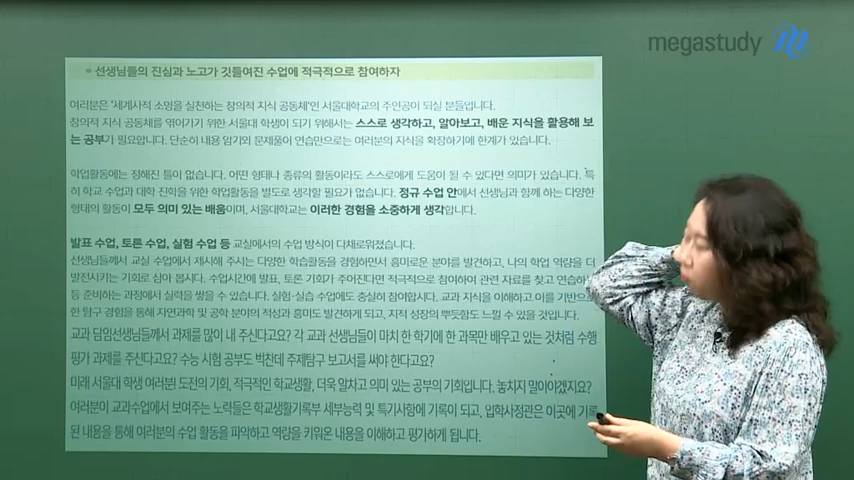 megastudy
* 선생님들의 진심과 노고가 깃들여진 수업에 적극적으로 참여하자
여러분은 '세계사적 소명을 실천하는 창의적 지식 공동체'인 서울대학교의 주인공이 되실 분들입니다.
창의적 지식 공동체를 엮어가기 위한 서울대 학생이 되기 위해서는 스스로 생각하고, 알아보고, 배운 지식을 활용해 보
는 공부가 필요합니다. 단순히 내용 암기와 문제풀이 연습만으로는 여러분의 지식을 확장하기에 한계가 있습니다.
학업활동에는 정해진 틀이 없습니다. 어떤 형태나 종류의 활동이라도 스스로에게 도움이 될 수 있다면 의미가 있습니다. 특
히 학교 수업과 대학 진학을 위한 학업활동을 별도로 생각할 필요가 없습니다. 정규 수업 안에서 선생님과 함께 하는 다양한
형태의 활동이 모두 의미 있는 배움이며, 서울대학교는 이러한 경험을 소중하게 생각합니다.
발표 수업, 토론 수업, 실험 수업 등 교실에서의 수업 방식이 다채로워졌습니다.
선생님들께서 교실 수업에서 제시해 주시는 다양한 학습활동을 경험하면서 흥미로운 분야를 발견하고, 나의 학업 역량을 더
발전시키는 기회로 삼아 봅시다. 수업시간에 발표, 토론 기회가 주어진다면 적극적으로 참여하여 관련 자료를 찾고 연습하
등 준비하는 과정에서 실력을 쌓을 수 있습니다. 실험·실습 수업에도 충실히 참여합시다. 교과 지식을 이해하고 이를 기반으
한 탐구 경험을 통해 자연과학 및 공학 분야의 적성과 흥미도 발견하게 되고, 지적 성장의 뿌듯함도 느낄 수 있을 것입니다.
교과 담임선생님들께서 과제를 많이 내 주신다고요? 각 교과 선생님들이 마치 한 학기에 한 과목만 배우고 있는 것처럼 수행
평가 과제를 주신다고요? 수능 시험 공부도 벅찬데 주제탐구 보고서를 써야 한다고요?
미래 서울대 학생 여러분! 도전의 기회, 적극적인 학교생활, 더욱 알차고 의미 있는 공부의 기회입니다. 놓치지 말아야겠지요?
여러분이 교과수업에서 보여주는 노력들은 학교생활기록부 세부능력 및 특기사항에 기록이 되고, 입학사정관은 이곳에 기록
된 내용을 통해 여러분의 수업 활동을 파악하고 역량을 키워온 내용을 이해하고 평가하게 됩니다.